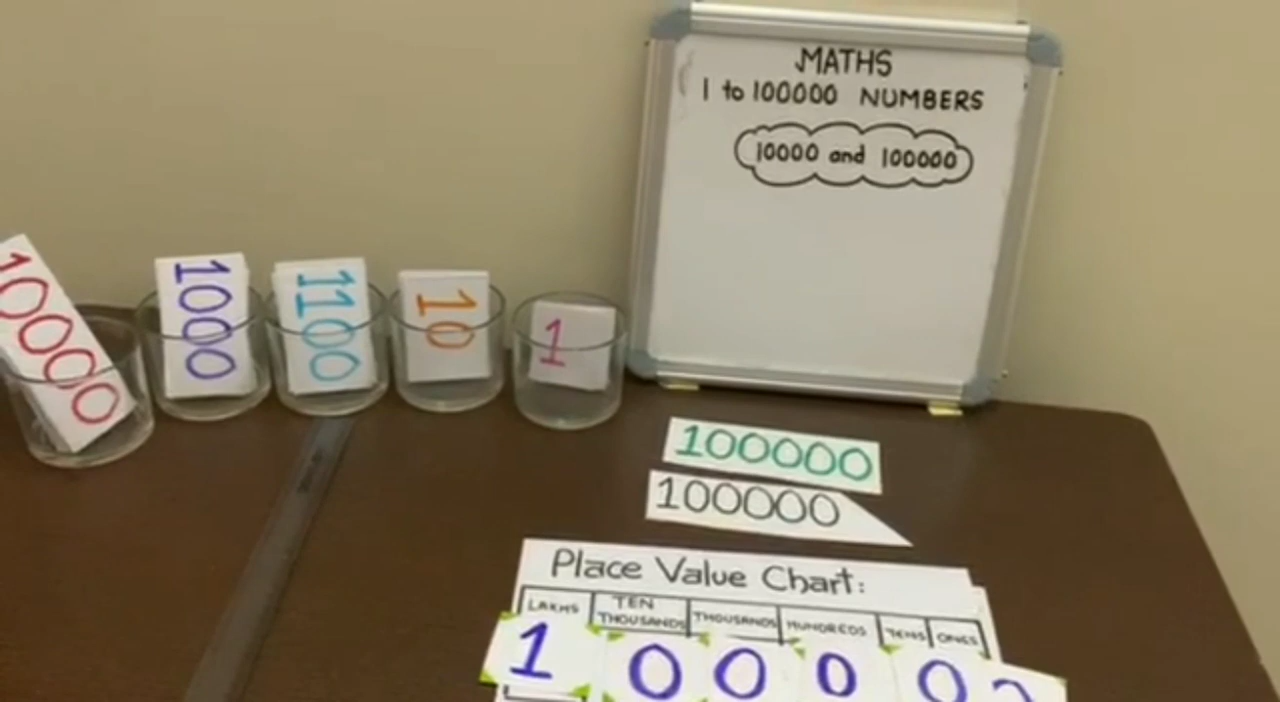 MATHS
1 to 100000 NUMBERS
10000 and 100000
10000
1000
1100
10
1
100000
100000
Place Value Chart:
LAKHS TEN THOUSANDS THOUSANDS HUNDREDS TENS ONES
1 0 0 0 0